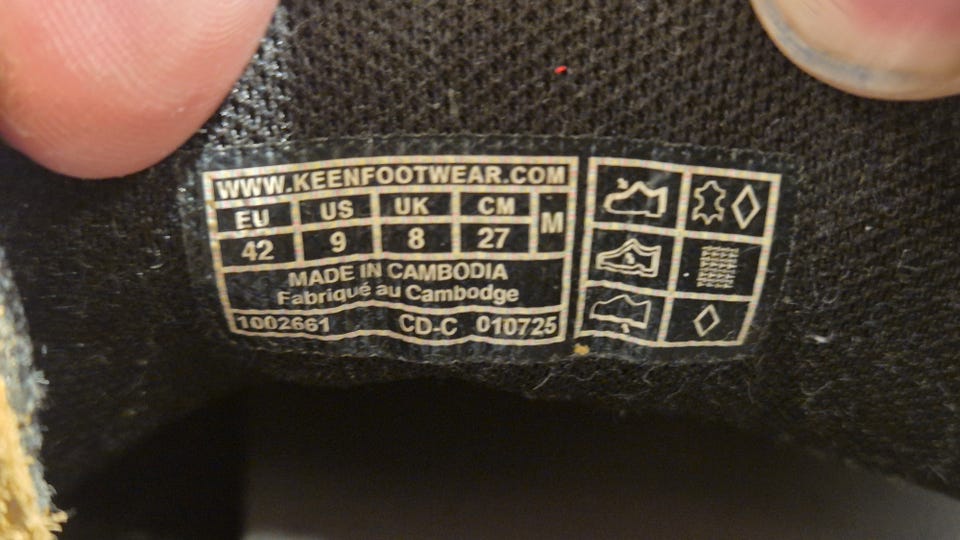 WWW.KEENFOOTWEAR.COM
EU US UK CM M
42 9 8 27
MADE IN CAMBODIA
Fabriqué au Cambodge
1002661 CD-C 010725